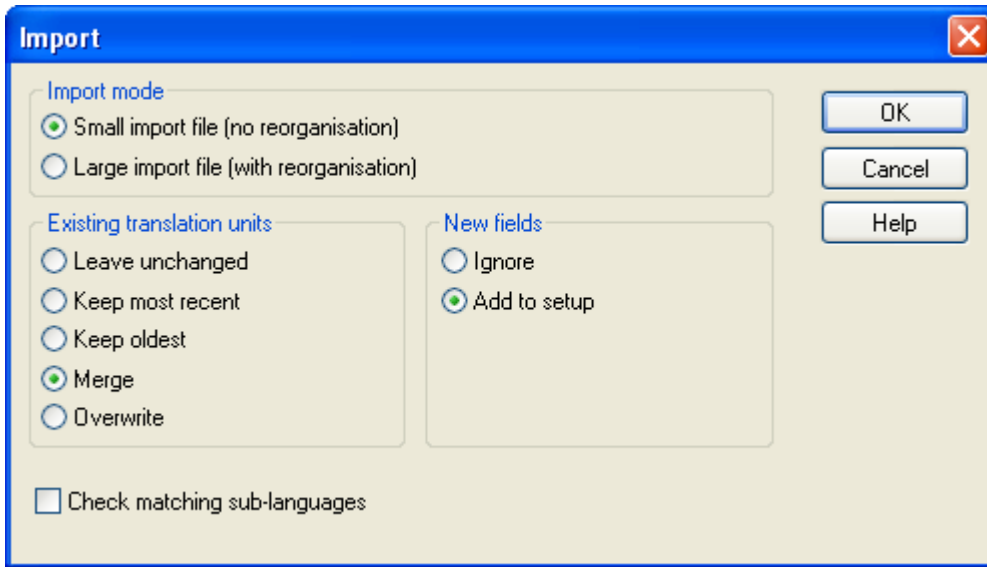 Import
Import mode
Small import file (no reorganisation)
Large import file (with reorganisation)
OK
Cancel
Help
Existing translation units
Leave unchanged
Keep most recent
Keep oldest
Merge
Overwrite
New fields
Ignore
Add to setup
Check matching sub-languages